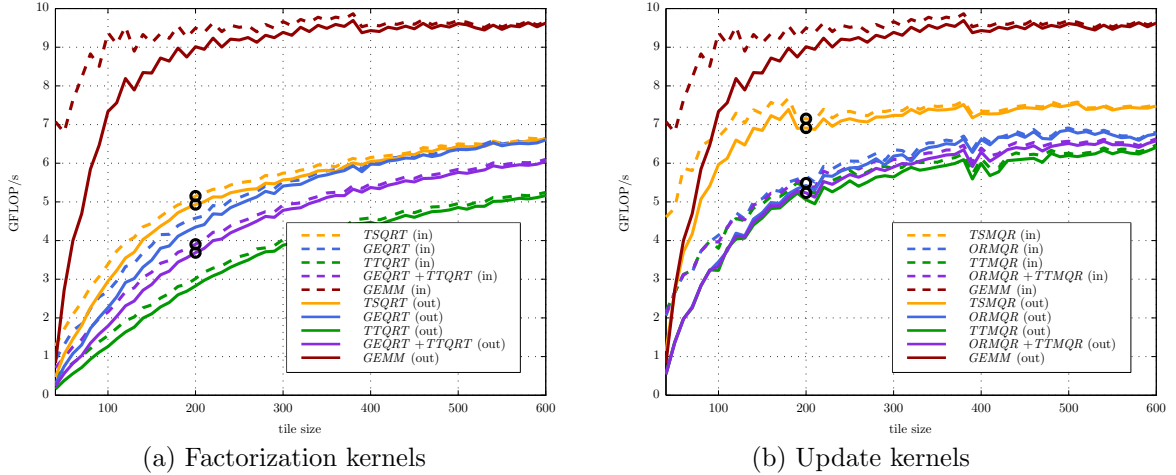 10
9
8
7
6
5
4
3
2
1
0
GFLOP/s
100
200
300
400
500
600
tile size
TSQRT (in)
GEQRT (in)
TTQRT (in)
GEQRT + TTQRT (in)
GEMM (in)
TSQRT (out)
GEQRT (out)
TTQRT (out)
GEQRT + TTQRT (out)
GEMM (out)
(a) Factorization kernels
10
9
8
7
6
5
4
3
2
1
0
GFLOP/s
100
200
300
400
500
600
tile size
TSMQR (in)
ORMQR (in)
TTMQR (in)
ORMQR + TTMQR (in)
GEMM (in)
TSMQR (out)
ORMQR (out)
TTMQR (out)
ORMQR + TTMQR (out)
GEMM (out)
(b) Update kernels